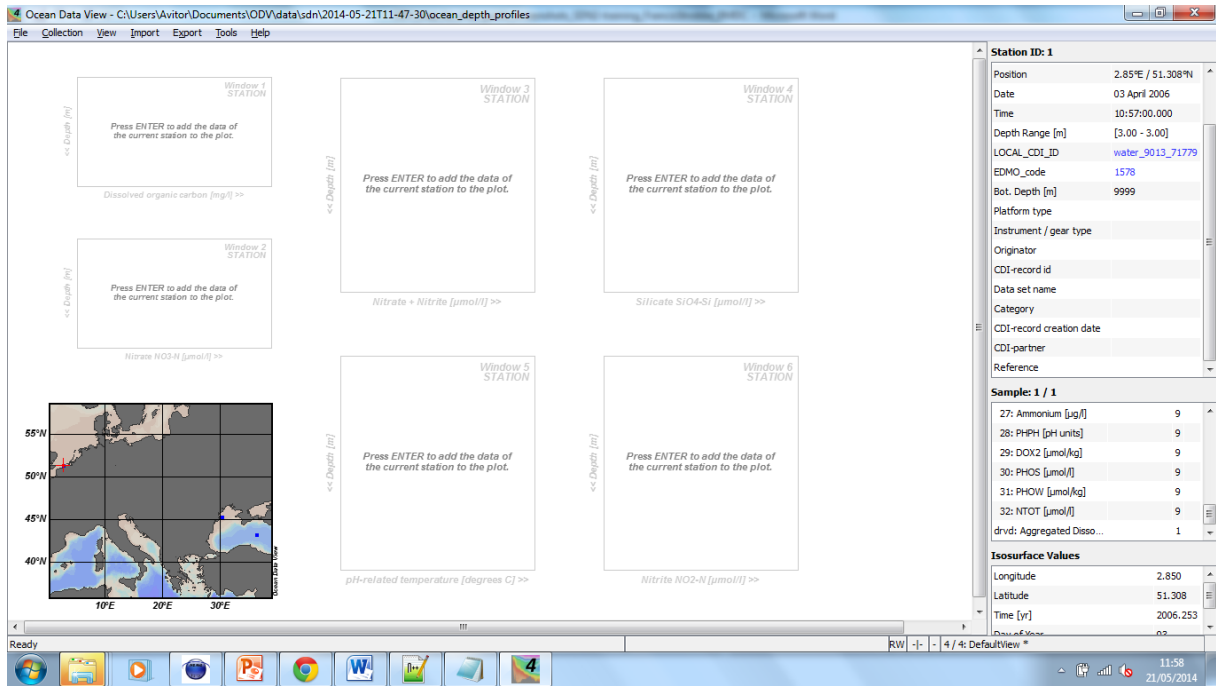 Ocean Data View - C:\Users\Avitor\Documents\ODV\data\sdn\2014-05-21T11-47-30\ocean_depth_profiles
File Collection View Import Export Tools Help
Window 1
STATION
Press ENTER to add the data of
the current station to the plot.
<< Depth [m]
Dissolved organic carbon [mg/l] >>
Window 2
STATION
Press ENTER to add the data of
the current station to the plot.
<< Depth [m]
Nitrate NO3-N [µmol/l] >>
Window 3
STATION
Press ENTER to add the data of
the current station to the plot.
<< Depth [m]
Nitrate + Nitrite [µmol/l] >>
Window 4
STATION
Press ENTER to add the data of
the current station to the plot.
<< Depth [m]
Silicate SiO4-Si [µmol/l] >>
Window 5
STATION
Press ENTER to add the data of
the current station to the plot.
<< Depth [m]
pH-related temperature [degrees C] >>
Window 6
STATION
Press ENTER to add the data of
the current station to the plot.
<< Depth [m]
Nitrite NO2-N [µmol/l] >>
55°N
50°N
45°N
40°N
10°E 20°E 30°E
Ocean Data View
Station ID: 1
Position 2.85°E / 51.308°N
Date 03 April 2006
Time 10:57:00.000
Depth Range [m] [3.00 - 3.00]
LOCAL_CDI_ID water_9013_71779
EDMO_code 1578
Bot. Depth [m] 9999
Platform type
Instrument / gear type
Originator
CDI-record id
Data set name
Category
CDI-record creation date
CDI-partner
Reference
Sample: 1 / 1
27: Ammonium [µg/l] 9
28: PHPH [pH units] 9
29: DOX2 [µmol/kg] 9
30: PHOS [µmol/l] 9
31: PHOW [µmol/kg] 9
32: NTOT [µmol/l] 9
drvd: Aggregated Disso... 1
Isosurface Values
Longitude 2.850
Latitude 51.308
Time [yr] 2006.253
Ready
RW -|- - 4 / 4: DefaultView *
11:58
21/05/2014